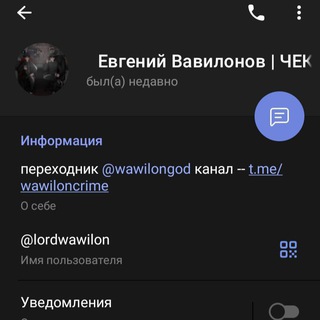 Евгений Вавилонов | ЧЕК
был(а) недавно
Информация
переходник @wawilongod канал -- t.me/
wawiloncrime
О себе
@lordwawilon
Имя пользователя
Уведомления